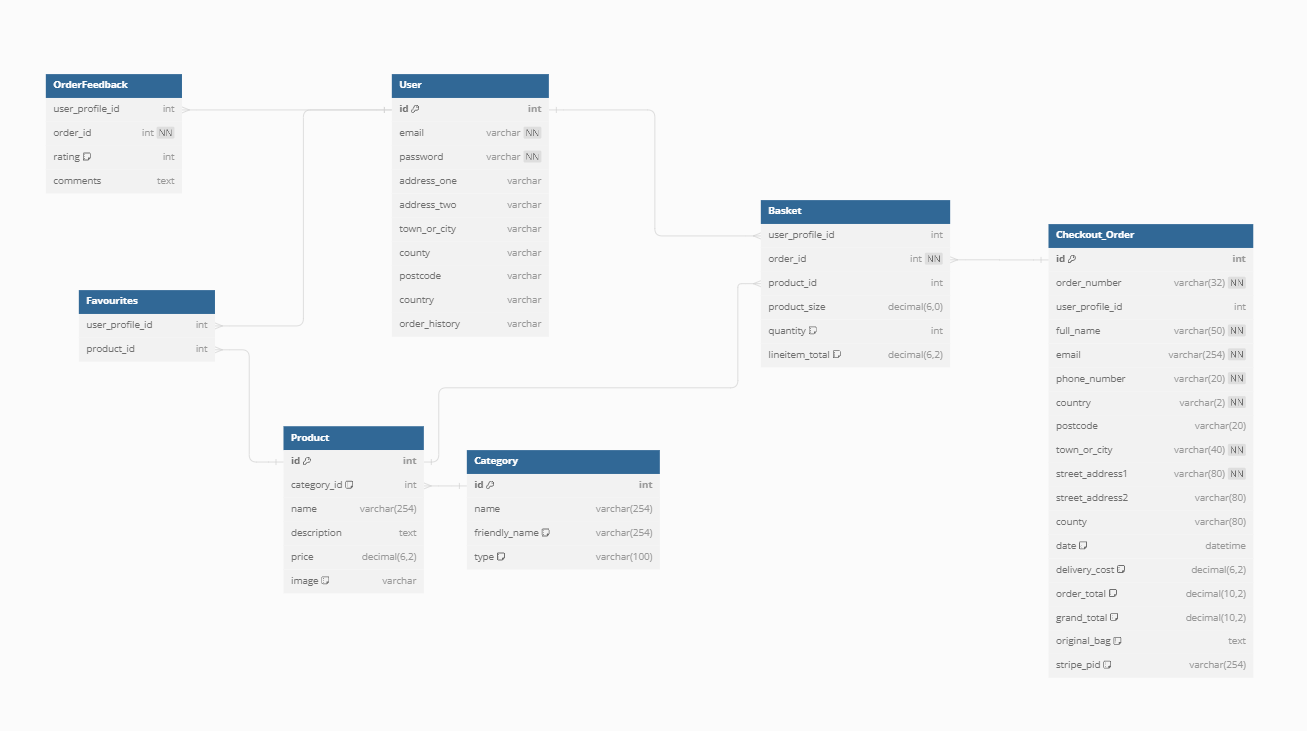 OrderFeedback
user_profile_id int
order_id int NN
rating int
comments text
User
id int
email varchar NN
password varchar NN
address_one varchar
address_two varchar
town_or_city varchar
county varchar
postcode varchar
country varchar
order_history varchar
Favourites
user_profile_id int
product_id int
Basket
user_profile_id int
order_id int NN
product_id int
product_size decimal(6,0)
quantity int
lineitem_total decimal(6,2)
Checkout_Order
id int
order_number varchar(32) NN
user_profile_id int
full_name varchar(50) NN
email varchar(254) NN
phone_number varchar(20) NN
country varchar(2) NN
postcode varchar(20)
town_or_city varchar(40) NN
street_address1 varchar(80) NN
street_address2 varchar(80)
county varchar(80)
date datetime
delivery_cost decimal(6,2)
order_total decimal(10,2)
grand_total decimal(10,2)
original_bag text
stripe_pid varchar(254)
Product
id int
category_id int
name varchar(254)
description text
price decimal(6,2)
image varchar
Category
id int
name varchar(254)
friendly_name varchar(254)
type varchar(100)